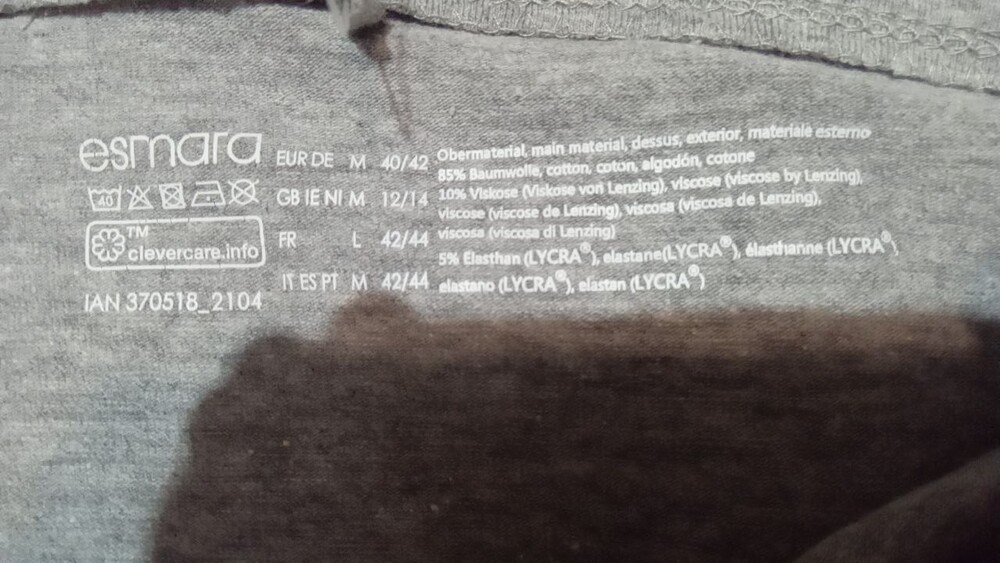 esmara
40
TM
clevercare.info
IAN 370518_2104
EUR DE M 40/42
GB IE NI M 12/14
FR L 42/44
IT ES PT M 42/44
Obermaterial, main material, dessus, exterior, materiale esterno
85% Baumwolle, cotton, coton, algodón, cotone
10% Viskose (Viskose von Lenzing), viscose (viscose by Lenzing),
viscose (viscose de Lenzing), viscosa (viscosa de Lenzing),
viscosa (viscosa di Lenzing)
5% Elasthan (LYCRA®), elastane(LYCRA®), élasthanne (LYCRA®),
elastano (LYCRA®), elastan (LYCRA®)